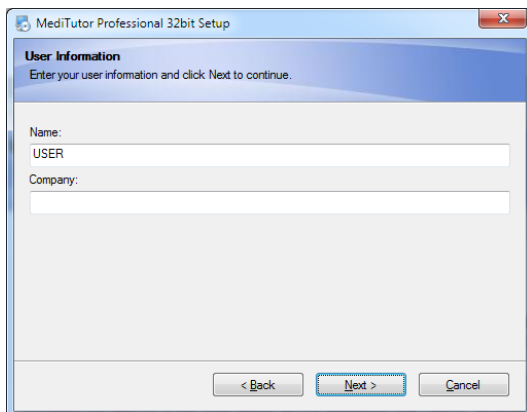 MediTutor Professional 32bit Setup
User Information
Enter your user information and click Next to continue.
Name:
USER
Company:
< Back
Next >
Cancel